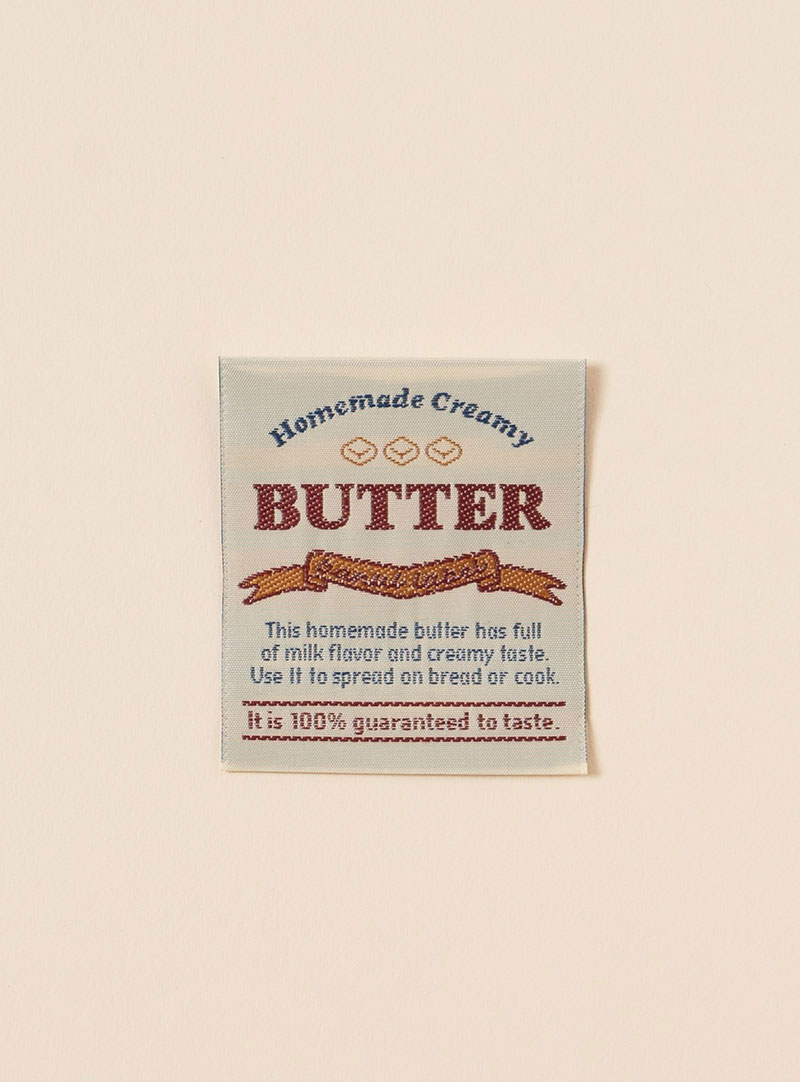 Homemade Creamy
BUTTER
This homemade butter has full
of milk flavor and creamy taste.
Use It to spread on bread or cook.
It is 100% guaranteed to taste.